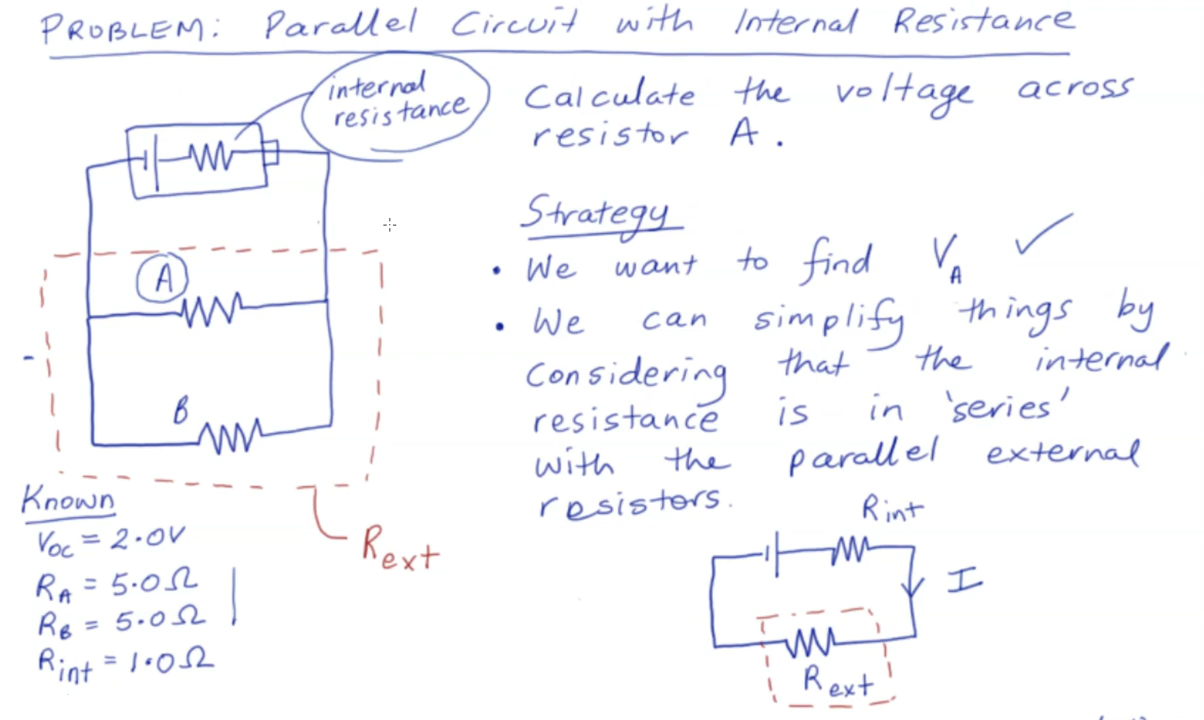 PROBLEM: Parallel Circuit with Internal Resistance
internal
resistance
Calculate the voltage across
resistor A.
Strategy
• We want to find V_A ✓
• We can simplify things by
considering that the internal
resistance is in 'series'
with the parallel external
resistors.
A
B
R_ext
Known
V_OC = 2.0V
R_A = 5.0Ω
R_B = 5.0Ω
R_int = 1.0Ω
R_int
I
R_ext